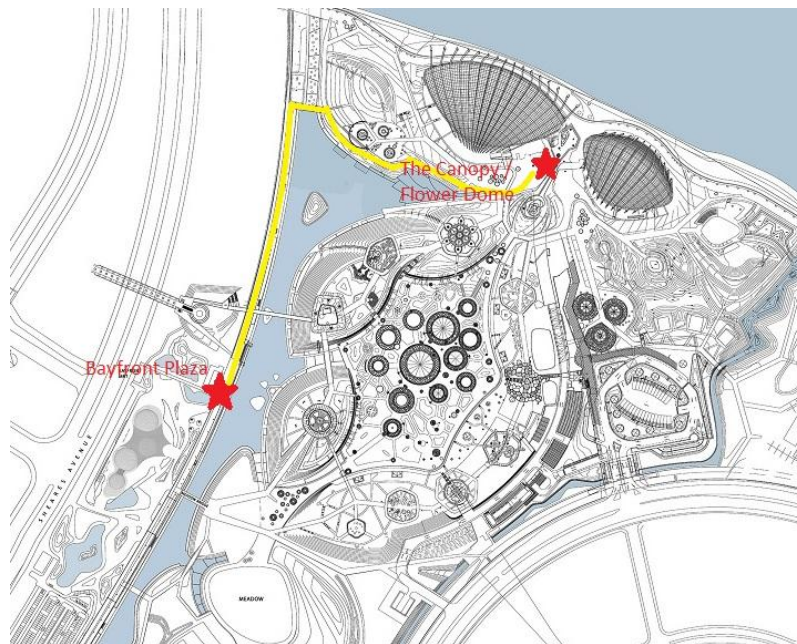 The Canopy /
Flower Dome
Bayfront Plaza
SHEARES AVENUE
MEADOW